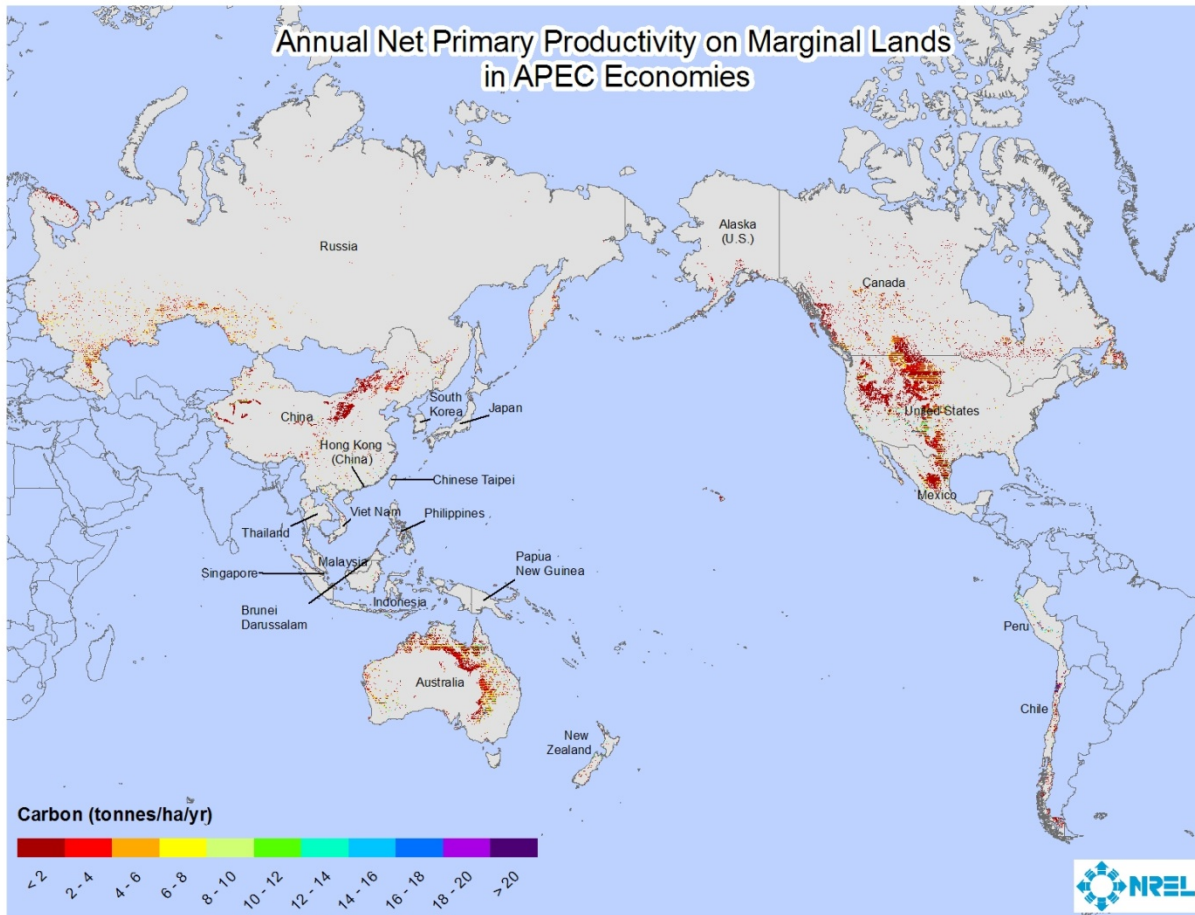 Annual Net Primary Productivity on Marginal Lands
in APEC Economies
Russia
Alaska
(U.S.)
Canada
China
South
Korea
Japan
United States
Hong Kong
(China)
Chinese Taipei
Mexico
Thailand
Viet Nam
Philippines
Singapore
Malaysia
Papua
New Guinea
Brunei
Darussalam
Indonesia
Peru
Australia
Chile
New
Zealand
Carbon (tonnes/ha/yr)
< 2
2 - 4
4 - 6
6 - 8
8 - 10
10 - 12
12 - 14
14 - 16
16 - 18
18 - 20
> 20
NREL